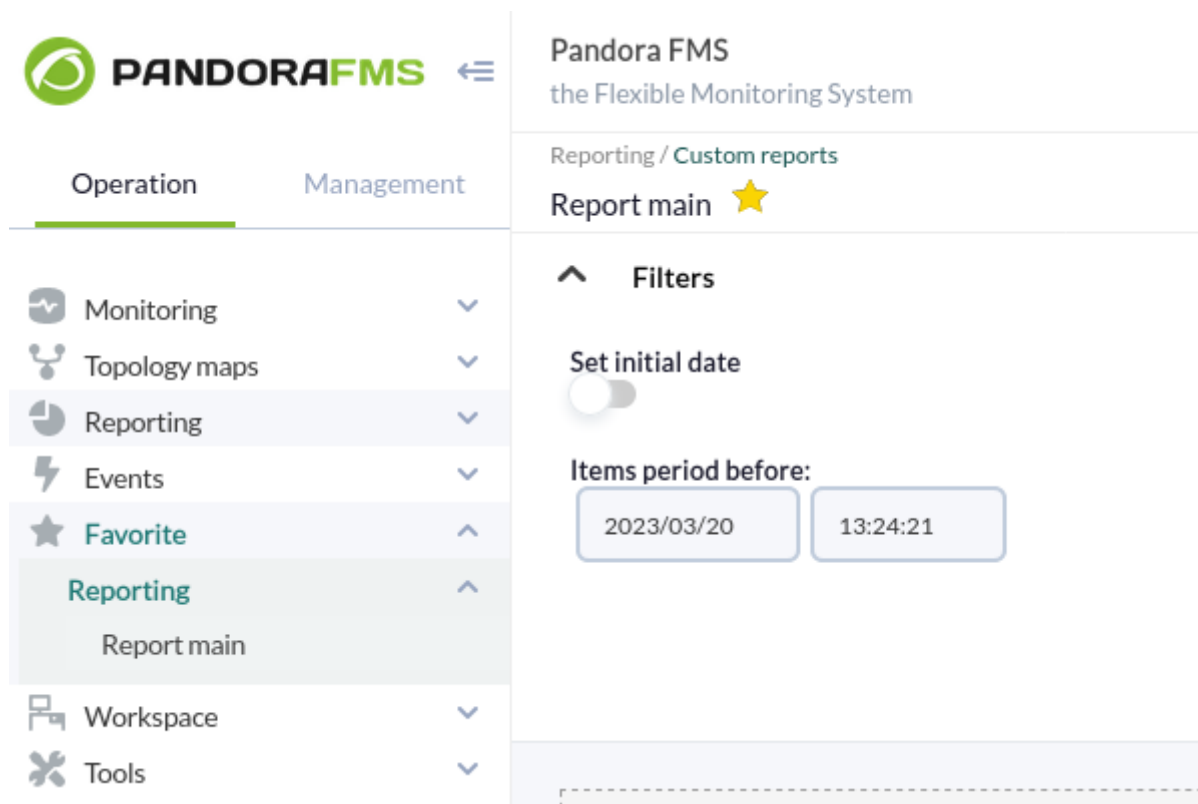 PANDORAFMS
Operation
Management
Monitoring
Topology maps
Reporting
Events
Favorite
Reporting
Report main
Workspace
Tools
Pandora FMS
the Flexible Monitoring System
Reporting / Custom reports
Report main
Filters
Set initial date
Items period before:
2023/03/20
13:24:21